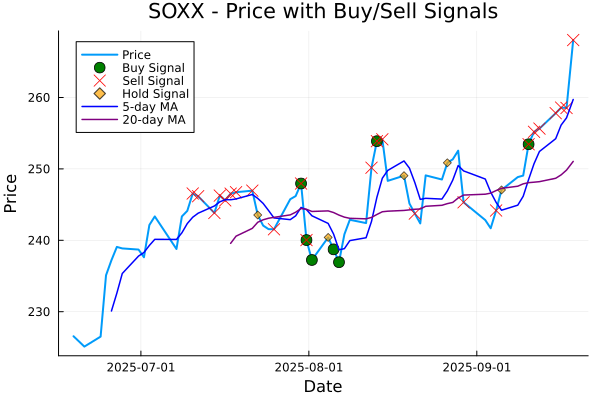 SOXX - Price with Buy/Sell Signals
Price
Buy Signal
Sell Signal
Hold Signal
5-day MA
20-day MA
260
250
240
230
Price
2025-07-01
2025-08-01
2025-09-01
Date